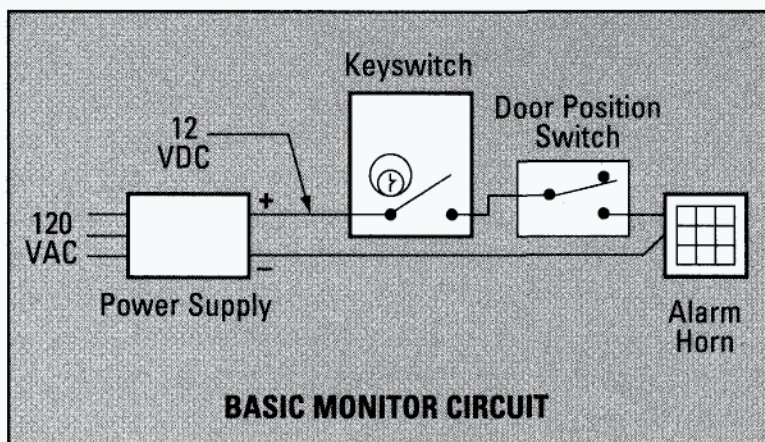 Keyswitch
12
VDC
Door Position
Switch
+
120
VAC
−
Power Supply
Alarm
Horn
BASIC MONITOR CIRCUIT